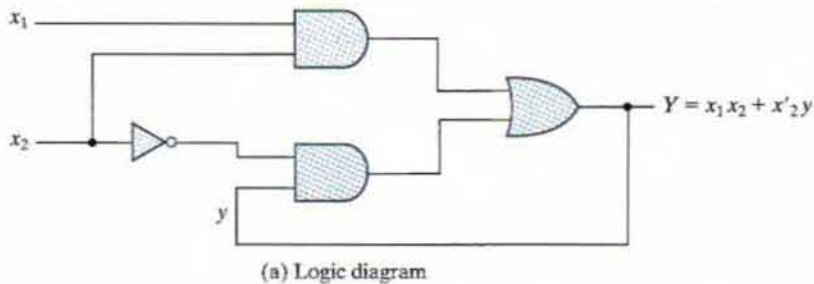 x₁
x₂
Y = x₁x₂ + x'₂y
y
(a) Logic diagram